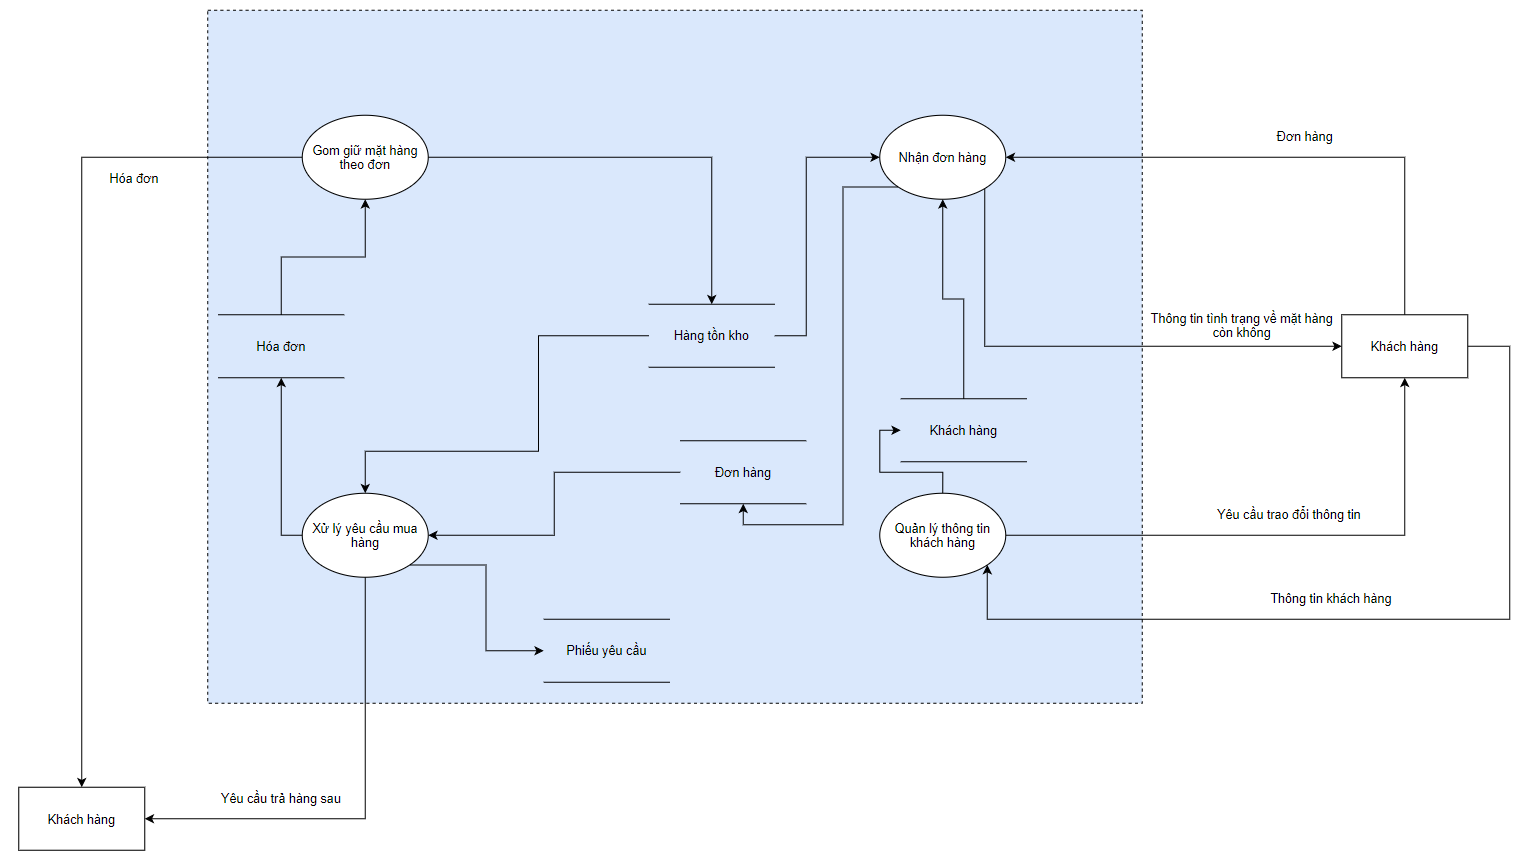 Gom giữ mặt hàng
theo đơn
Nhận đơn hàng
Đơn hàng
Hóa đơn
Hàng tồn kho
Thông tin tình trạng về mặt hàng
còn không
Hóa đơn
Khách hàng
Khách hàng
Đơn hàng
Xử lý yêu cầu mua
hàng
Quản lý thông tin
khách hàng
Yêu cầu trao đổi thông tin
Thông tin khách hàng
Phiếu yêu cầu
Yêu cầu trả hàng sau
Khách hàng